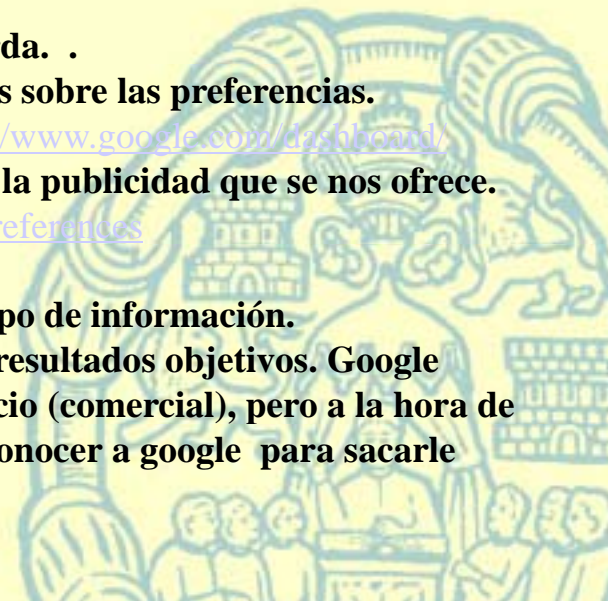 rda. .
s sobre las preferencias.
/www.google.com/dashboard/
la publicidad que se nos ofrece.
references
po de información.
resultados objetivos. Google
cio (comercial), pero a la hora de
onocer a google para sacarle